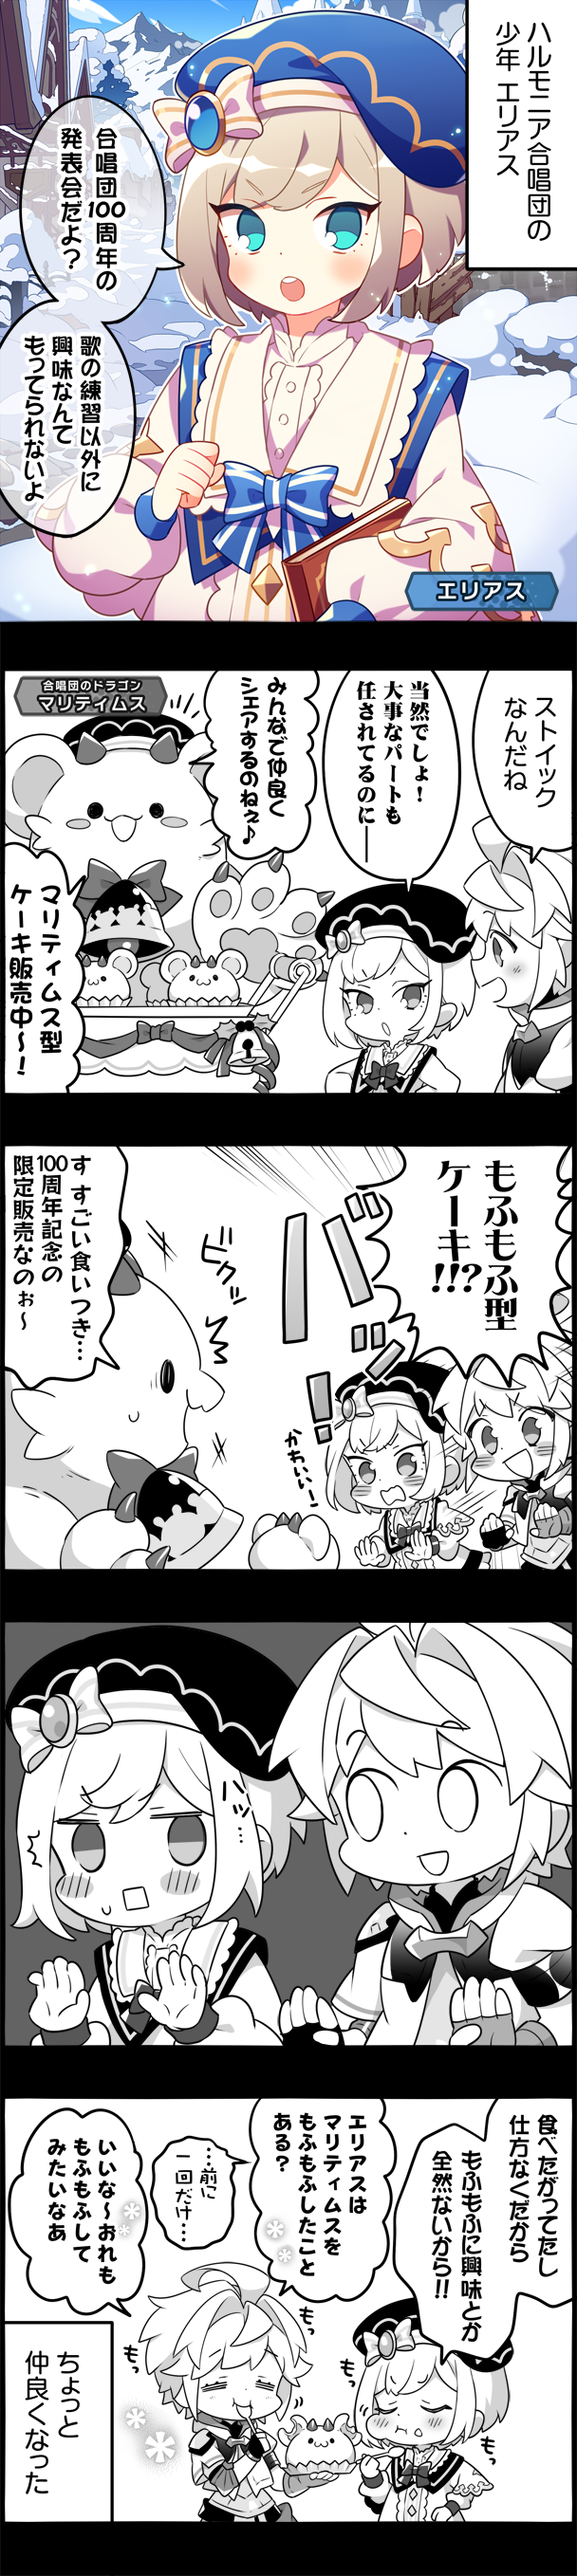 ハルモニア合唱団の
少年 エリアス
合唱団100周年の
発表会だよ?
歌の練習以外に
興味なんて
もってられないよ
エリアス
ストイック
なんだね
当然でしょ!
大事なパートも
任されてるのに──
みんなで仲良く
シェアするのねぇ♪
合唱団のドラゴン
マリティムス
マリティムス型
ケーキ販売中〜!
もふもふ型
ケーキ!!?
バッ!!
かわいい!
ビクッ
す すごい食いつき…
100周年記念の
限定販売なのぉ〜
ハッ…
食べたがってたし
仕方なくだから
もふもふに興味とか
全然ないから!!
エリアスは
マリティムスを
もふもふしたこと
ある?
…前に
一回だけ…
いいな〜おれも
もふもふして
みたいなあ
もっ
もっ
もっ
もっ
ちょっと
仲良くなった